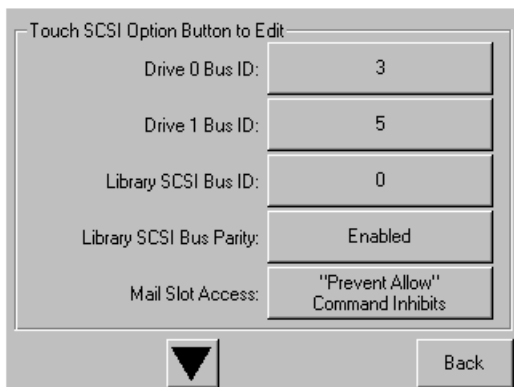 Touch SCSI Option Button to Edit
Drive 0 Bus ID: 3
Drive 1 Bus ID: 5
Library SCSI Bus ID: 0
Library SCSI Bus Parity: Enabled
Mail Slot Access: "Prevent Allow"
Command Inhibits
Back